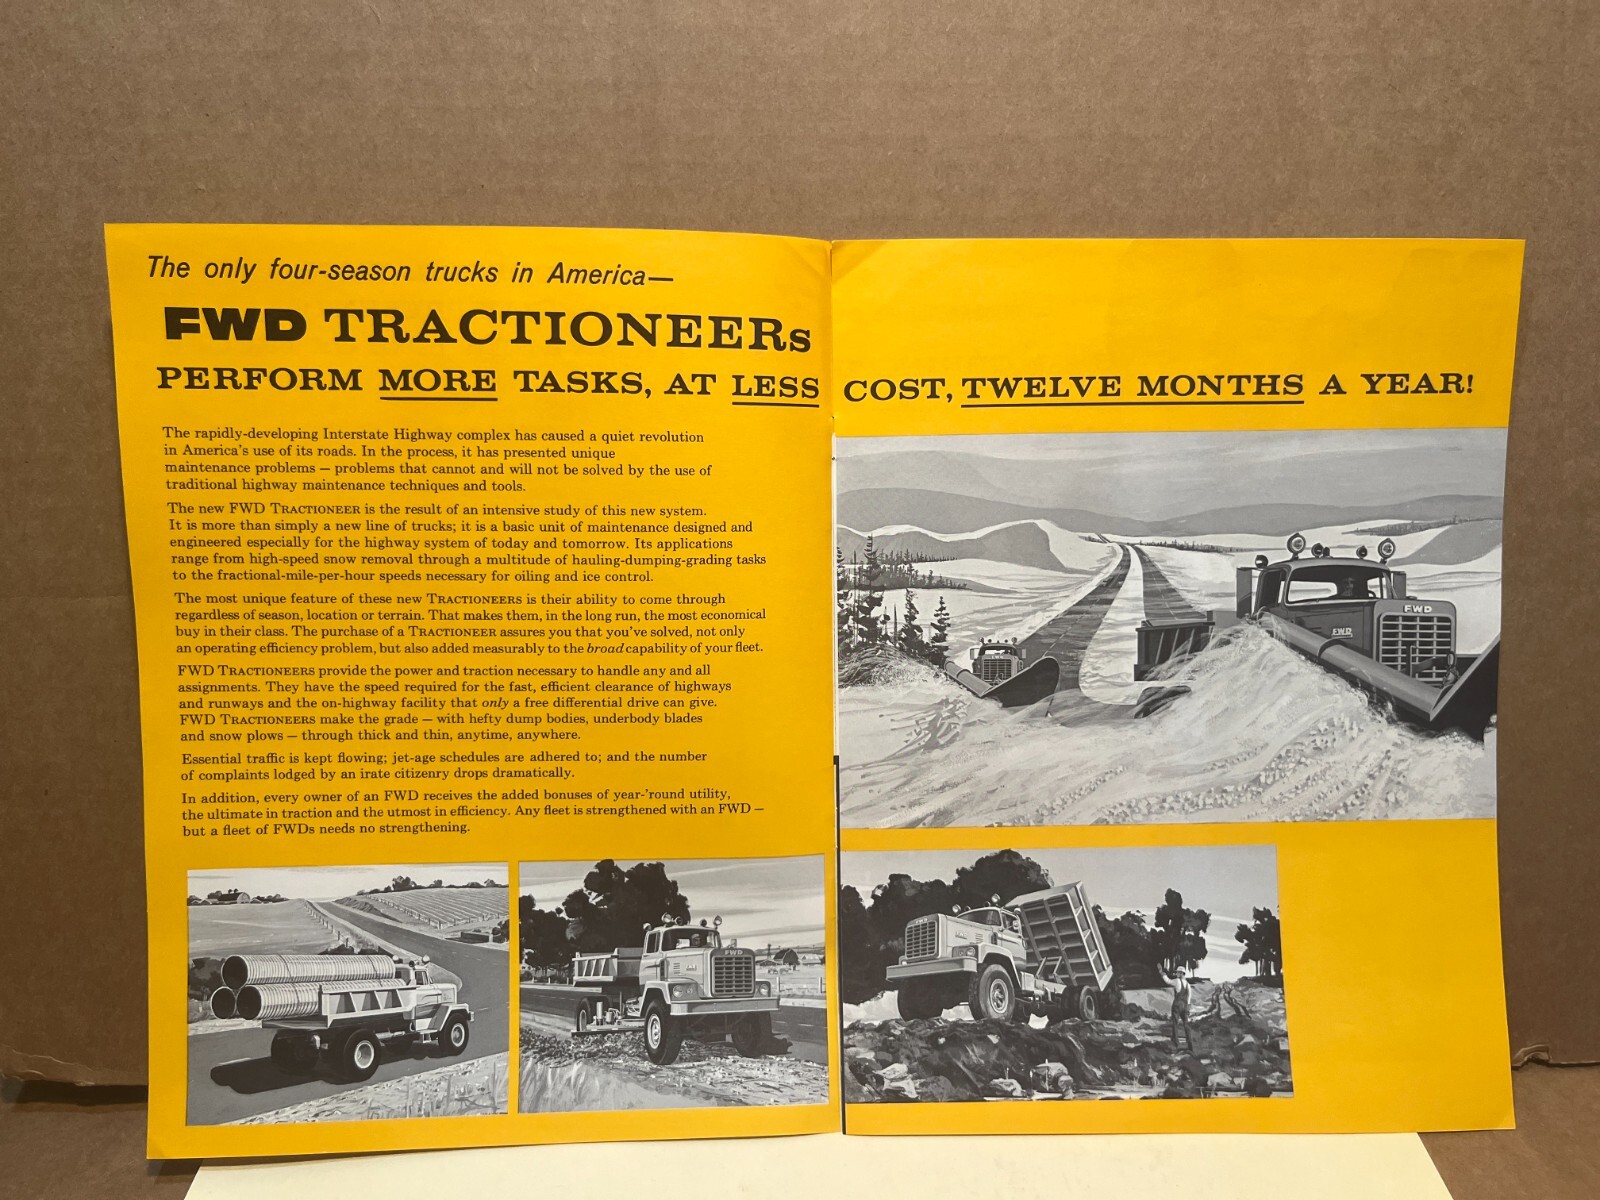 The only four-season trucks in America—
FWD TRACTIONEERs
PERFORM MORE TASKS, AT LESS COST, TWELVE MONTHS A YEAR!
The rapidly-developing Interstate Highway complex has caused a quiet revolution
in America's use of its roads. In the process, it has presented unique
maintenance problems — problems that cannot and will not be solved by the use of
traditional highway maintenance techniques and tools.
The new FWD TRACTIONEER is the result of an intensive study of this new system.
It is more than simply a new line of trucks; it is a basic unit of maintenance designed and
engineered especially for the highway system of today and tomorrow. Its applications
range from high-speed snow removal through a multitude of hauling-dumping-grading tasks
to the fractional-mile-per-hour speeds necessary for oiling and ice control.
The most unique feature of these new TRACTIONEERS is their ability to come through
regardless of season, location or terrain. That makes them, in the long run, the most economical
buy in their class. The purchase of a TRACTIONEER assures you that you've solved, not only
an operating efficiency problem, but also added measurably to the broad capability of your fleet.
FWD TRACTIONEERS provide the power and traction necessary to handle any and all
assignments. They have the speed required for the fast, efficient clearance of highways
and runways and the on-highway facility that only a free differential drive can give.
FWD TRACTIONEERS make the grade — with hefty dump bodies, underbody blades
and snow plows — through thick and thin, anytime, anywhere.
Essential traffic is kept flowing; jet-age schedules are adhered to; and the number
of complaints lodged by an irate citizenry drops dramatically.
In addition, every owner of an FWD receives the added bonuses of year-'round utility,
the ultimate in traction and the utmost in efficiency. Any fleet is strengthened with an FWD —
but a fleet of FWDs needs no strengthening.
FWD
FWD
FWD
FWD